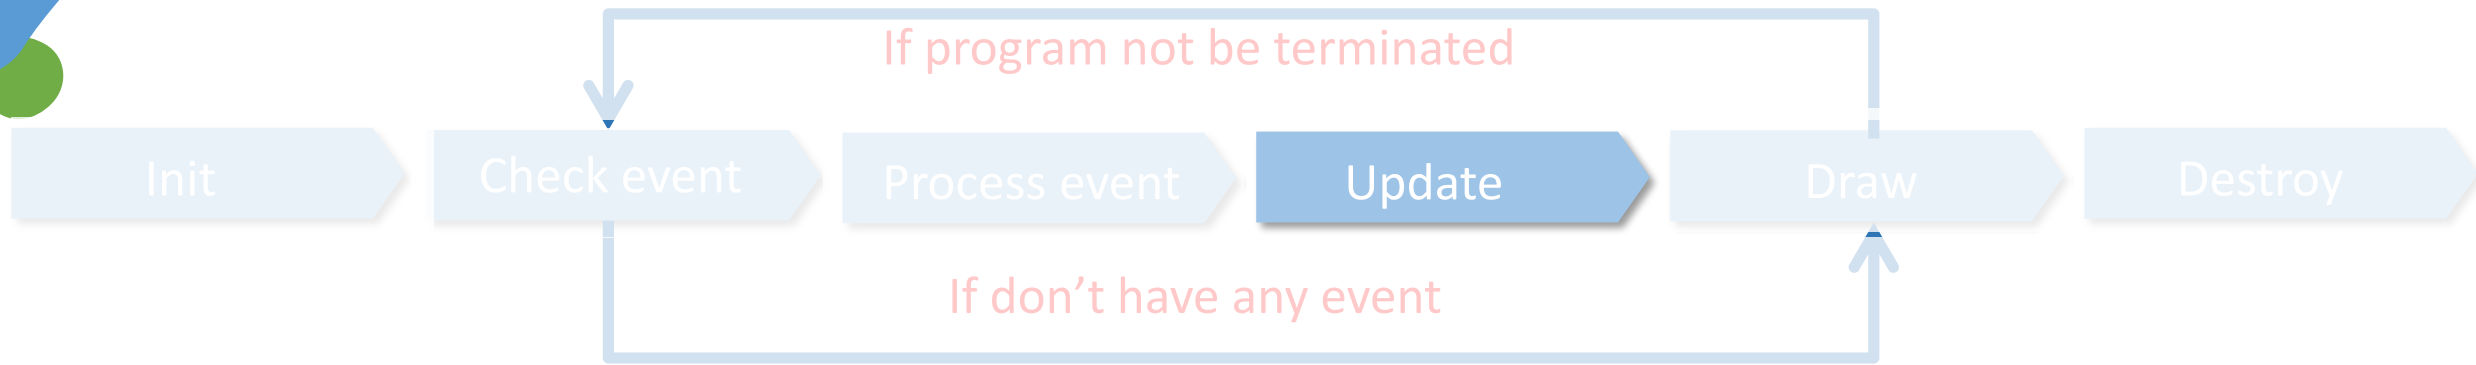 If program not be terminated
Init
Check event
Process event
Update
Draw
Destroy
If don’t have any event